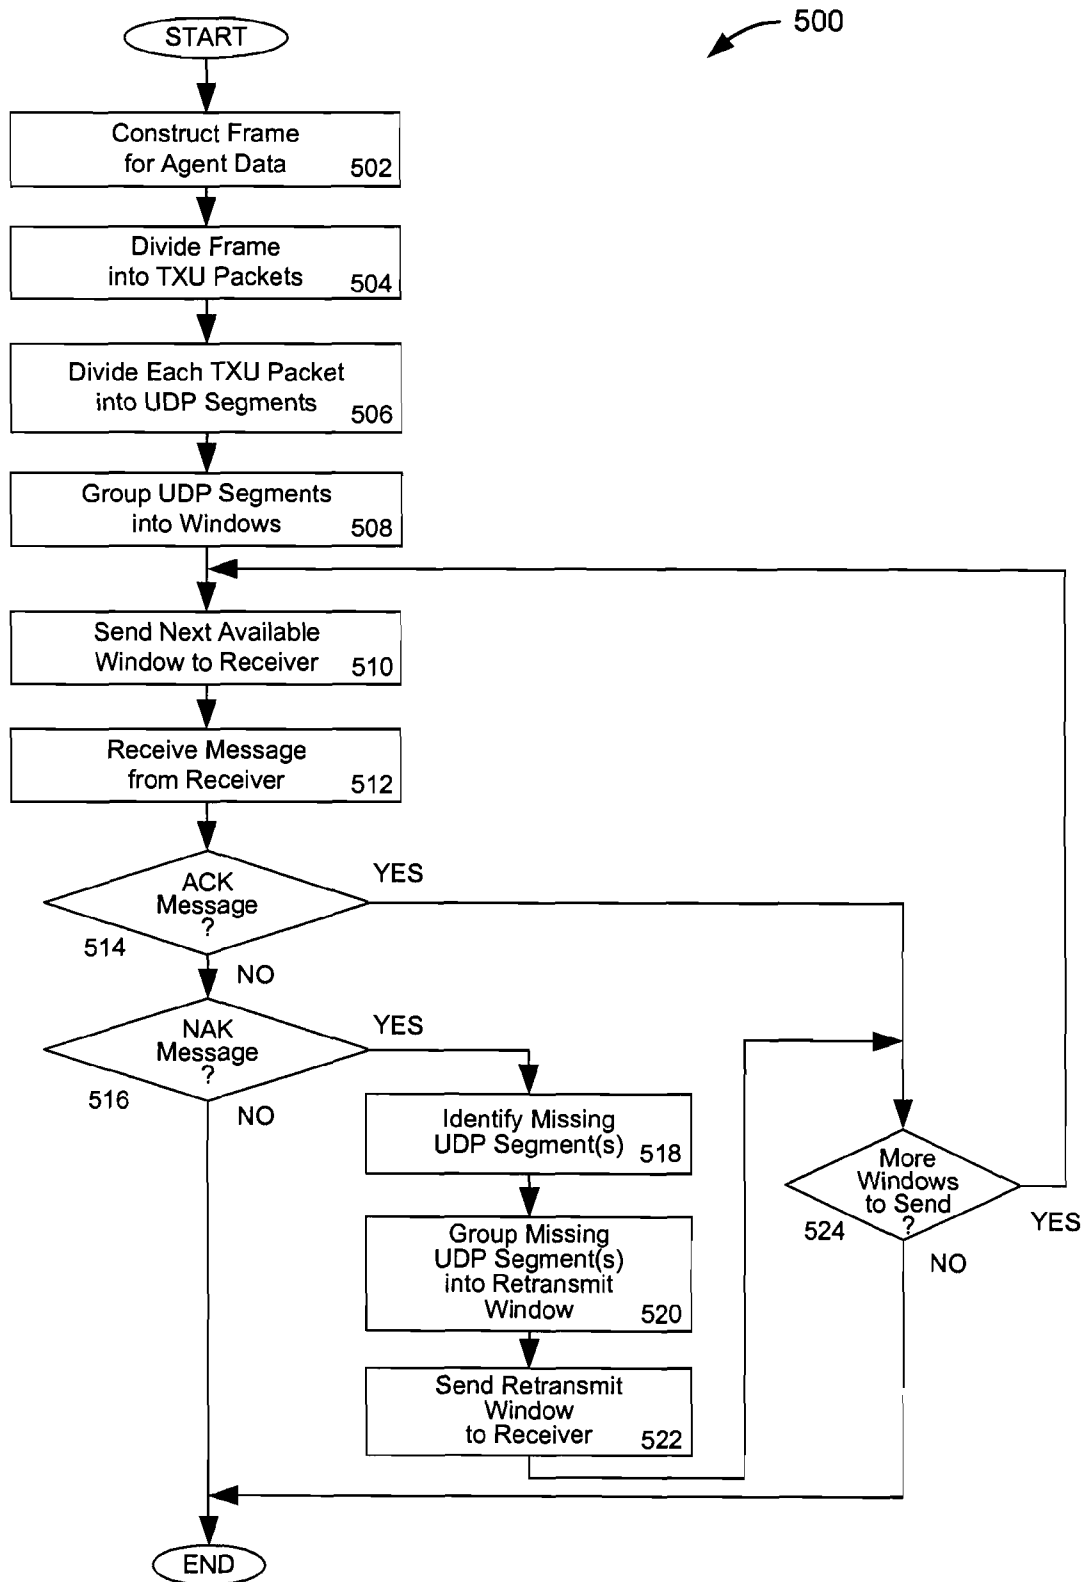 500
START
Construct Frame
for Agent Data
502
Divide Frame
into TXU Packets
504
Divide Each TXU Packet
into UDP Segments
506
Group UDP Segments
into Windows
508
Send Next Available
Window to Receiver
510
Receive Message
from Receiver
512
ACK
Message
?
514
YES
NO
NAK
Message
?
516
YES
NO
Identify Missing
UDP Segment(s)
518
Group Missing
UDP Segment(s)
into Retransmit
Window
520
Send Retransmit
Window
to Receiver
522
More
Windows
to Send
?
524
YES
NO
END